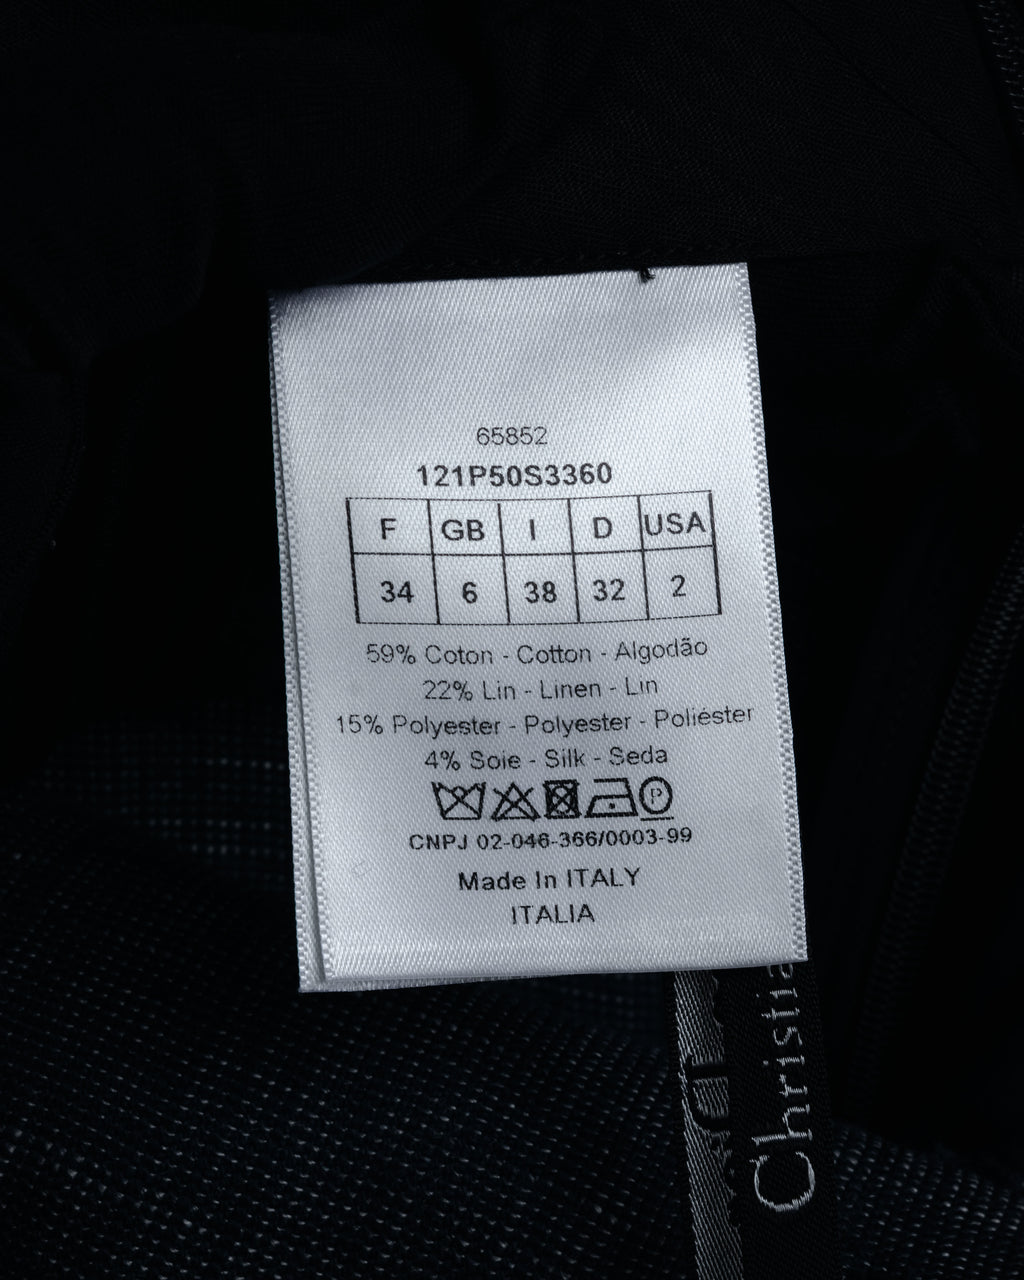 65852
121P50S3360
F GB I D USA
34 6 38 32 2
59% Coton - Cotton - Algodão
22% Lin - Linen - Lin
15% Polyester - Polyester - Poliéster
4% Soie - Silk - Seda
P
CNPJ 02-046-366/0003-99
Made In ITALY
ITALIA
Christia